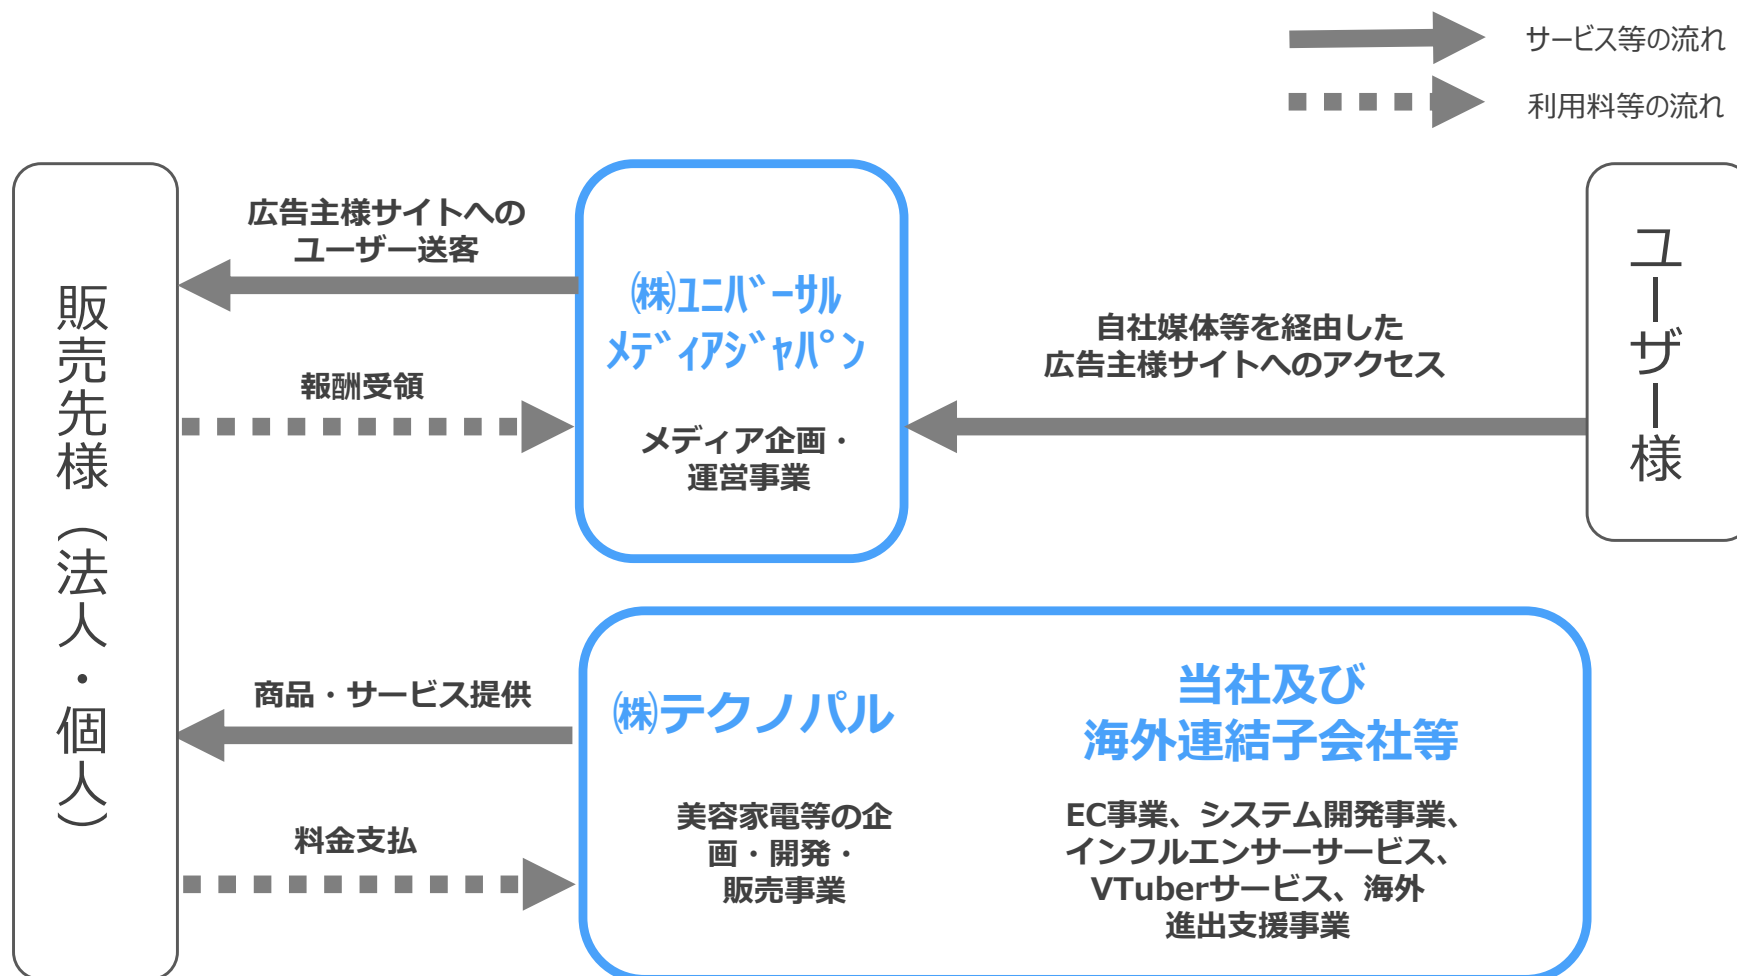 サービス等の流れ
利用料等の流れ
販売先様（法人・個人）
広告主様サイトへの
ユーザー送客
報酬受領
㈱ﾕﾆﾊﾞｰｻﾙ
ﾒﾃﾞｨｱｼﾞｬﾊﾟﾝ
メディア企画・
運営事業
自社媒体等を経由した
広告主様サイトへのアクセス
ユーザー様
商品・サービス提供
料金支払
㈱テクノパル
美容家電等の企
画・開発・
販売事業
当社及び
海外連結子会社等
EC事業、システム開発事業、
インフルエンサーサービス、
VTuberサービス、海外
進出支援事業